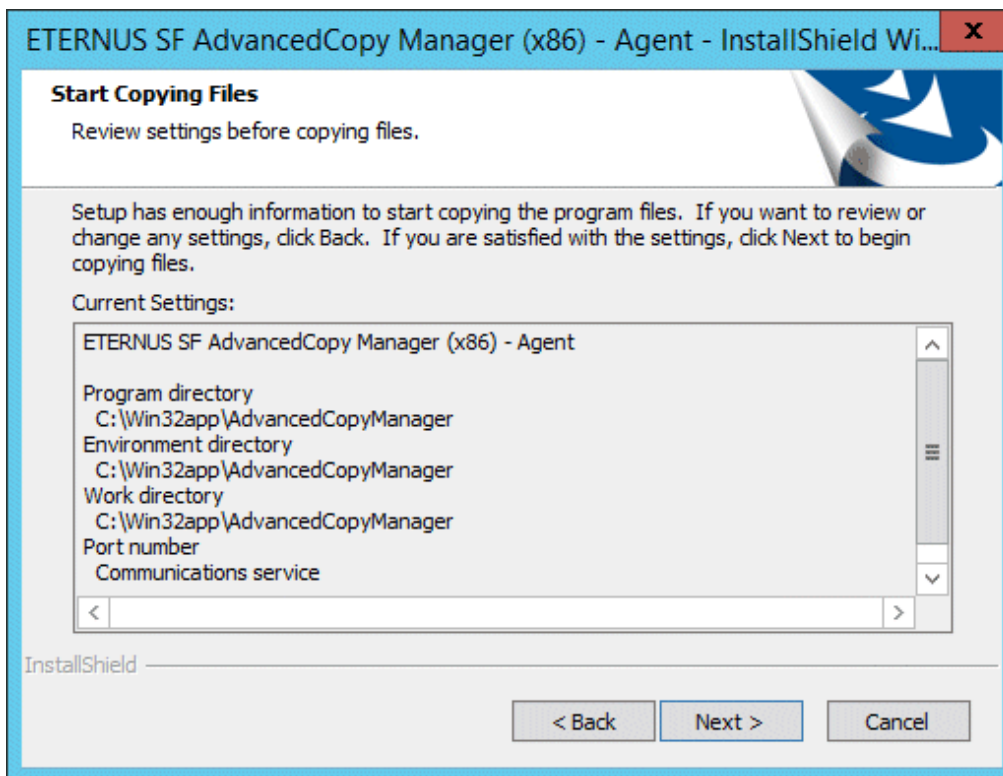 ETERNUS SF AdvancedCopy Manager (x86) - Agent - InstallShield Wi...
x
Start Copying Files
Review settings before copying files.
Setup has enough information to start copying the program files.  If you want to review or
change any settings, click Back.  If you are satisfied with the settings, click Next to begin
copying files.
Current Settings:
ETERNUS SF AdvancedCopy Manager (x86) - Agent
Program directory
C:\Win32app\AdvancedCopyManager
Environment directory
C:\Win32app\AdvancedCopyManager
Work directory
C:\Win32app\AdvancedCopyManager
Port number
Communications service
InstallShield
< Back
Next >
Cancel